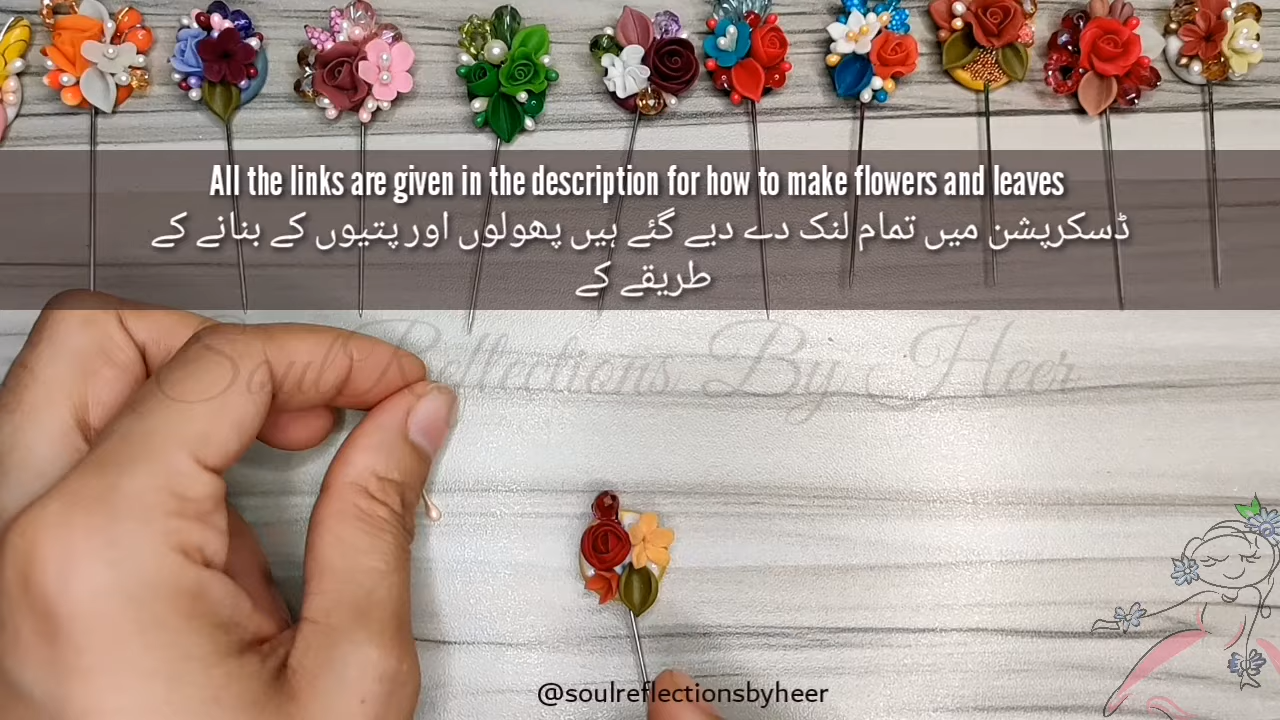 All the links are given in the description for how to make flowers and leaves
ڈسکرپشن میں تمام لنک دے دیے گئے ہیں پھولوں اور پتیوں کے بنانے کے
طریقے کے
Soul Reflections By Heer
@soulreflectionsbyheer